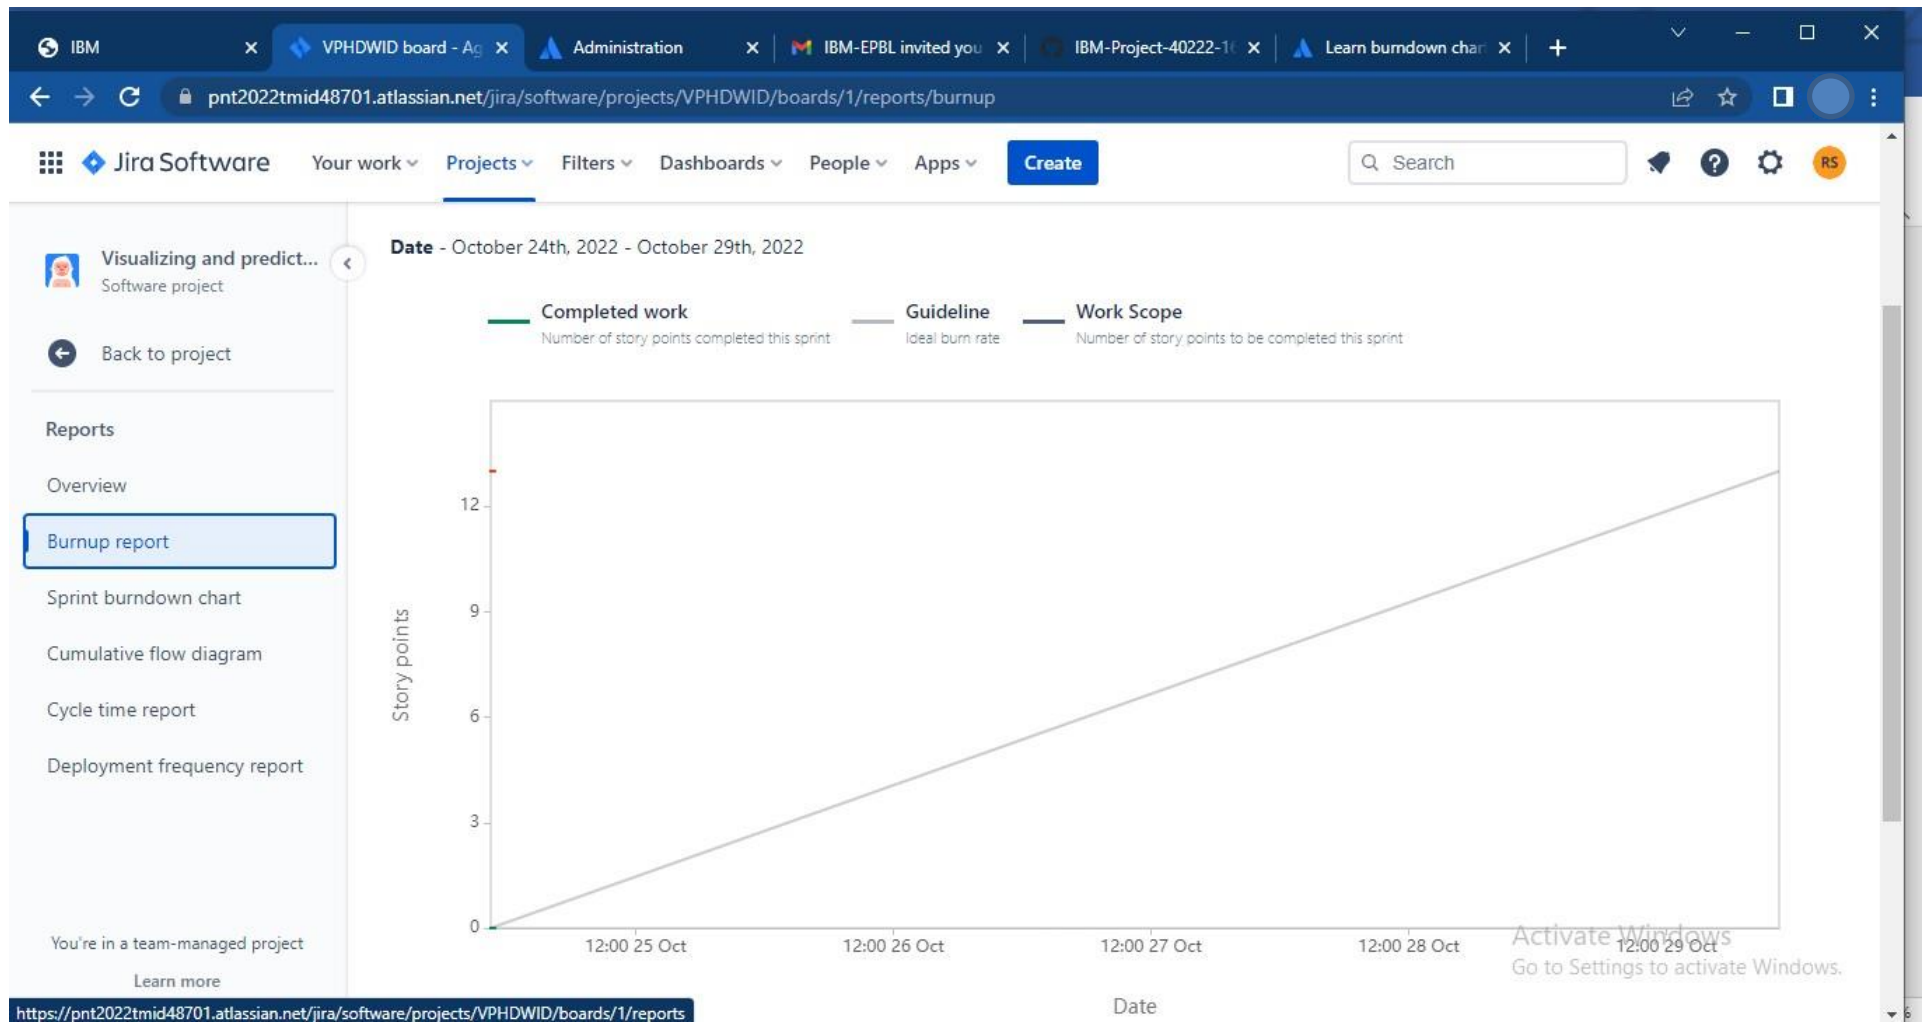 IBM
VPHDWID board - Ag
Administration
IBM-EPBL invited you
IBM-Project-40222-16
Learn burndown char
pnt2022tmid48701.atlassian.net/jira/software/projects/VPHDWID/boards/1/reports/burnup
Jira Software
Your work
Projects
Filters
Dashboards
People
Apps
Create
Search
RS
Visualizing and predict...
Software project
Back to project
Reports
Overview
Burnup report
Sprint burndown chart
Cumulative flow diagram
Cycle time report
Deployment frequency report
You're in a team-managed project
Learn more
Date - October 24th, 2022 - October 29th, 2022
Completed work
Number of story points completed this sprint
Guideline
Ideal burn rate
Work Scope
Number of story points to be completed this sprint
Story points
12
9
6
3
0
12:00 25 Oct
12:00 26 Oct
12:00 27 Oct
12:00 28 Oct
12:00 29 Oct
Date
Activate Windows
Go to Settings to activate Windows.
https://pnt2022tmid48701.atlassian.net/jira/software/projects/VPHDWID/boards/1/reports